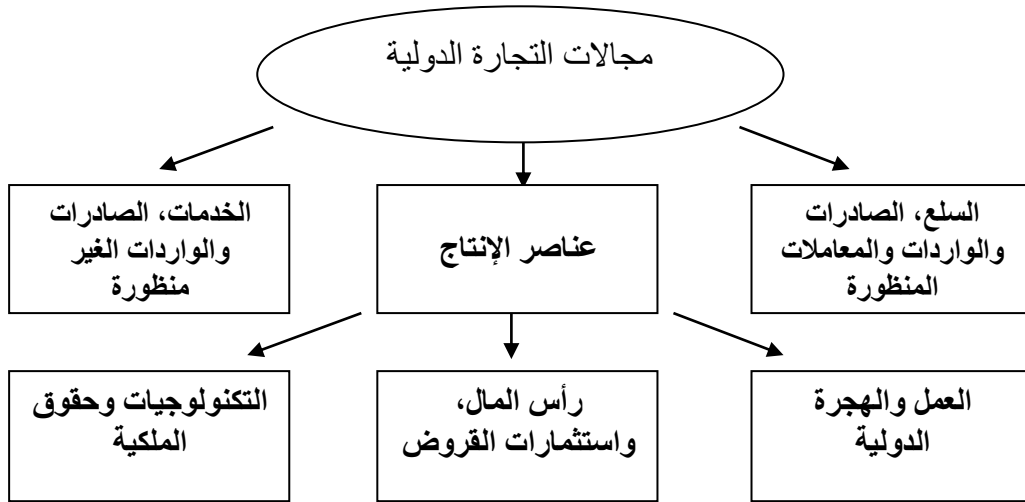 مجالات التجارة الدولية
السلع، الصادرات
والواردات والمعاملات
المنظورة
عناصر الإنتاج
الخدمات، الصادرات
والواردات الغير
منظورة
العمل والهجرة
الدولية
رأس المال،
واستثمارات القروض
التكنولوجيات وحقوق
الملكية